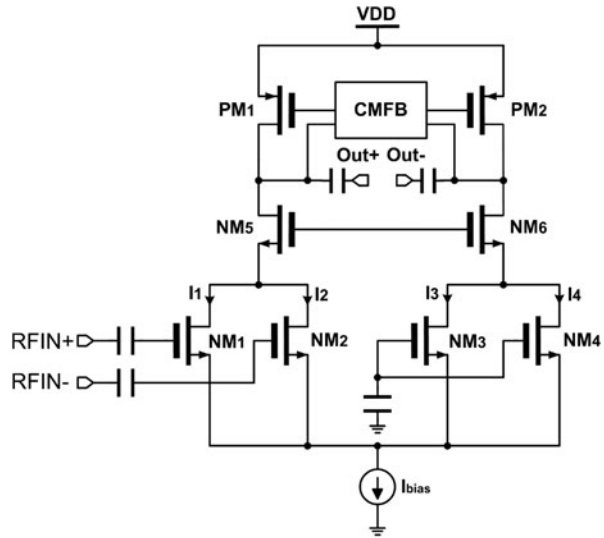 VDD
PM1
CMFB
PM2
Out+ Out-
NM5
NM6
I1
I2
I3
I4
RFIN+
NM1
NM2
NM3
NM4
RFIN-
Ibias